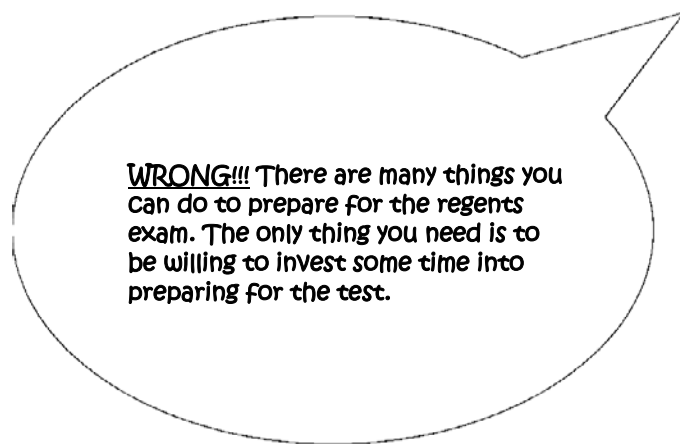 WRONG!!! There are many things you
can do to prepare for the regents
exam. The only thing you need is to
be willing to invest some time into
preparing for the test.